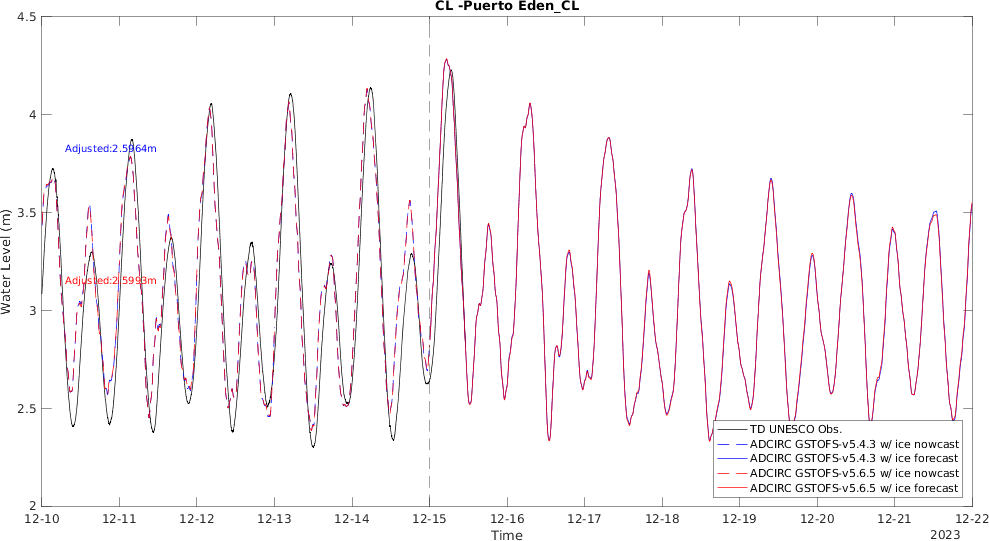 CL -Puerto Eden_CL
4.5
4
3.5
3
2.5
2
Water Level (m)
Adjusted:2.5964m
Adjusted:2.5993m
TD UNESCO Obs.
ADCIRC GSTOFS-v5.4.3 w/ ice nowcast
ADCIRC GSTOFS-v5.4.3 w/ ice forecast
ADCIRC GSTOFS-v5.6.5 w/ ice nowcast
ADCIRC GSTOFS-v5.6.5 w/ ice forecast
12-10 12-11 12-12 12-13 12-14 12-15 12-16 12-17 12-18 12-19 12-20 12-21 12-22
Time
2023